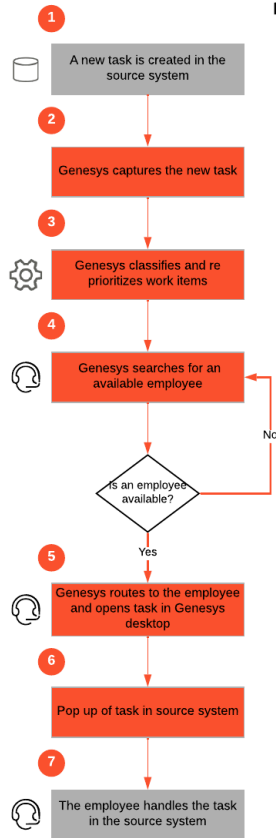 1
A new task is created in the
source system
2
Genesys captures the new task
3
Genesys classifies and re
prioritizes work items
4
Genesys searches for an
available employee
No
Is an employee
available?
Yes
5
Genesys routes to the employee
and opens task in Genesys
desktop
6
Pop up of task in source system
7
The employee handles the task
in the source system